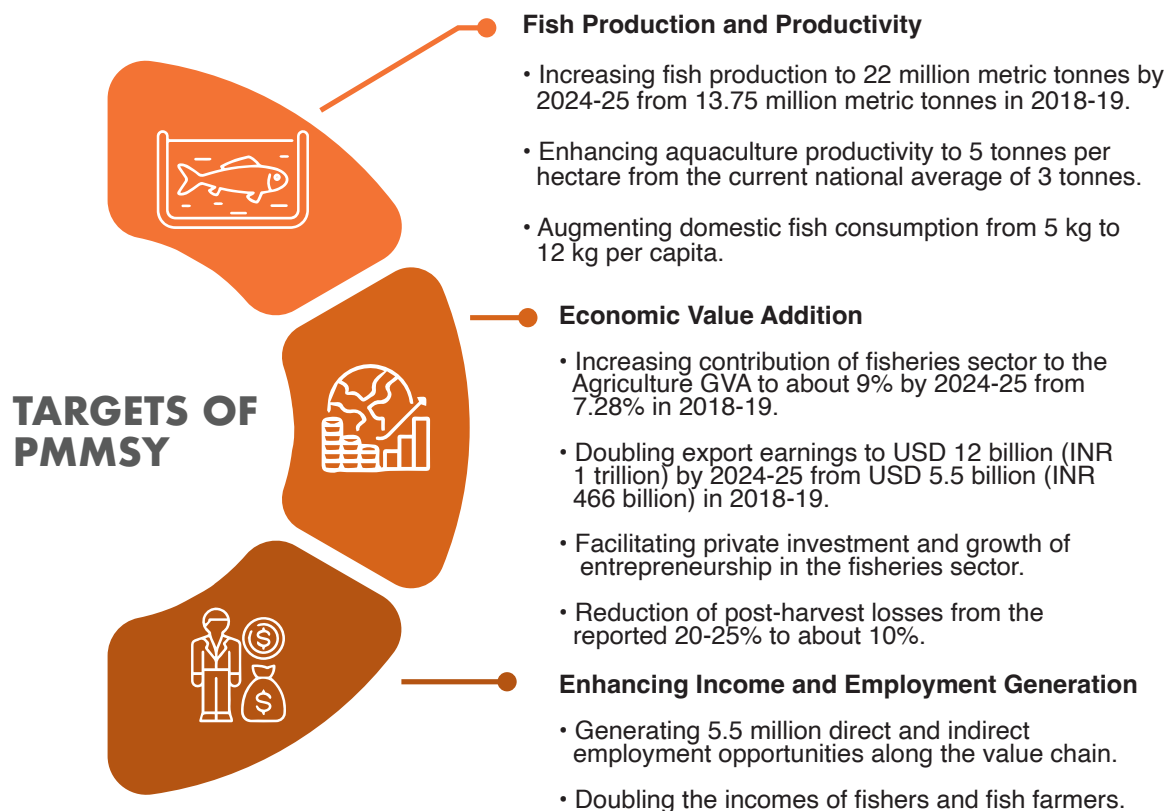 TARGETS OF
PMMSY
Fish Production and Productivity
• Increasing fish production to 22 million metric tonnes by
2024-25 from 13.75 million metric tonnes in 2018-19.
• Enhancing aquaculture productivity to 5 tonnes per
hectare from the current national average of 3 tonnes.
• Augmenting domestic fish consumption from 5 kg to
12 kg per capita.
Economic Value Addition
• Increasing contribution of fisheries sector to the
Agriculture GVA to about 9% by 2024-25 from
7.28% in 2018-19.
• Doubling export earnings to USD 12 billion (INR
1 trillion) by 2024-25 from USD 5.5 billion (INR
466 billion) in 2018-19.
• Facilitating private investment and growth of
entrepreneurship in the fisheries sector.
• Reduction of post-harvest losses from the
reported 20-25% to about 10%.
$
$
Enhancing Income and Employment Generation
• Generating 5.5 million direct and indirect
employment opportunities along the value chain.
• Doubling the incomes of fishers and fish farmers.